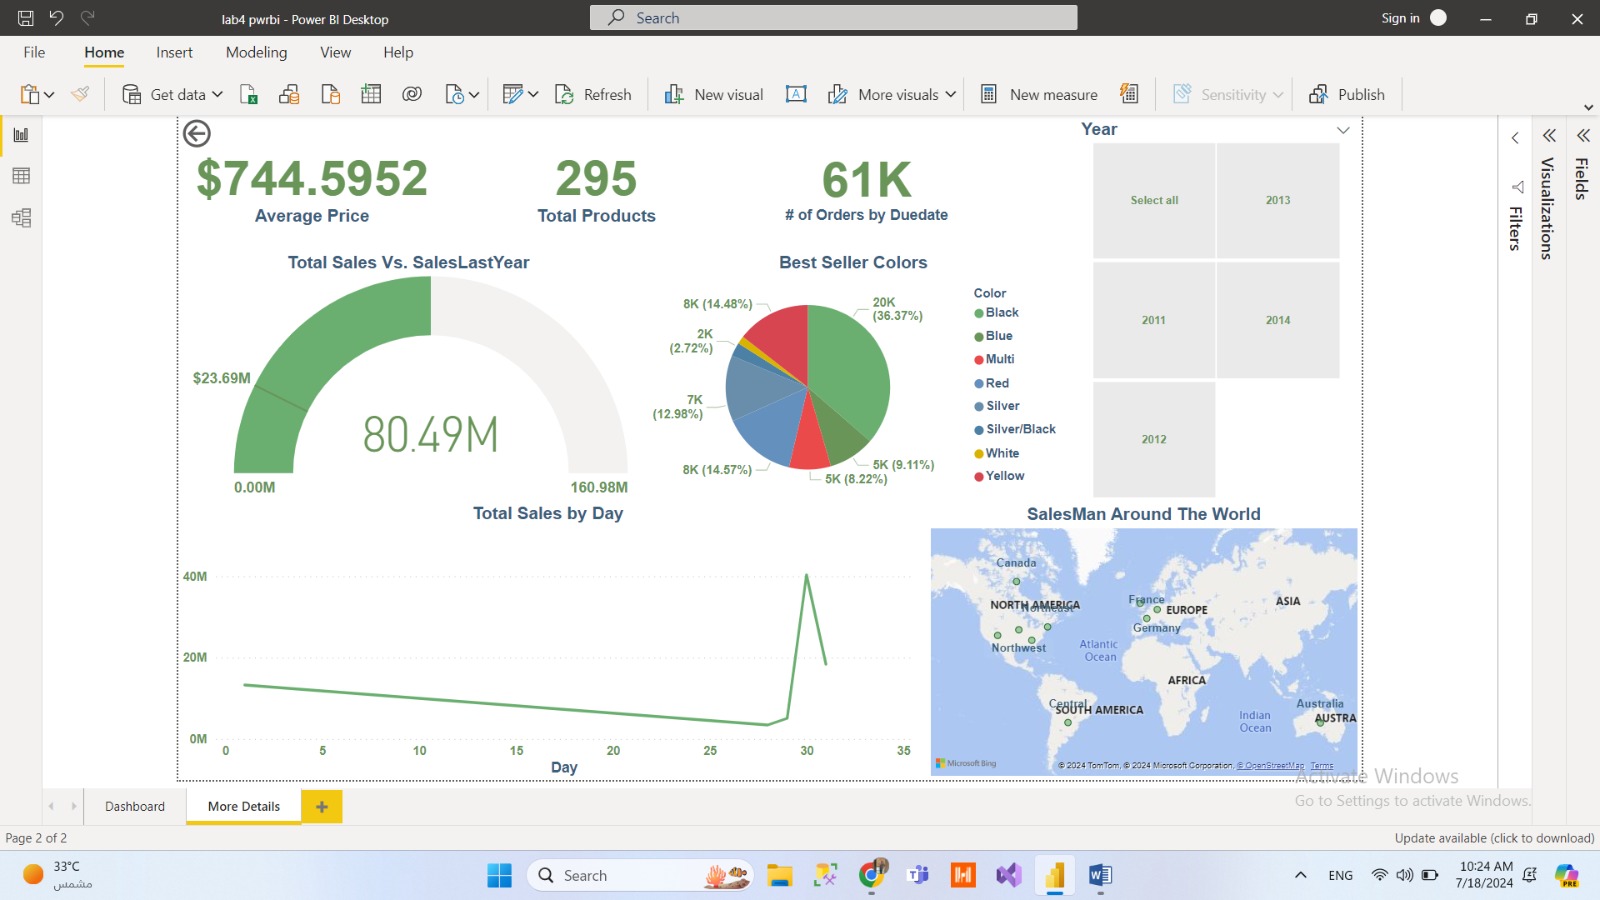 lab4 pwrbi - Power BI Desktop
Search
Sign in
File
Home
Insert
Modeling
View
Help
Get data
Refresh
New visual
More visuals
New measure
Sensitivity
Publish
$744.5952
Average Price
295
Total Products
61K
# of Orders by Duedate
Year
Select all
2013
2011
2014
2012
Filters
Visualizations
Fields
Total Sales Vs. SalesLastYear
$23.69M
80.49M
0.00M
160.98M
Best Seller Colors
8K (14.48%)
20K
(36.37%)
2K
(2.72%)
7K
(12.98%)
8K (14.57%)
5K (9.11%)
5K (8.22%)
Color
Black
Blue
Multi
Red
Silver
Silver/Black
White
Yellow
Total Sales by Day
40M
20M
0M
0
5
10
15
20
25
30
35
Day
SalesMan Around The World
Canada
NORTH AMERICA
Northeast
Northwest
France
EUROPE
Germany
ASIA
Atlantic
Ocean
AFRICA
Central
SOUTH AMERICA
Indian
Ocean
Australia
AUSTRA
Microsoft Bing
© 2024 TomTom, © 2024 Microsoft Corporation, © OpenStreetMap Terms
Activate Windows
Go to Settings to activate Windows.
Dashboard
More Details
+
Page 2 of 2
Update available (click to download)
33°C
مشمس
Search
ENG
10:24 AM
7/18/2024
PRE